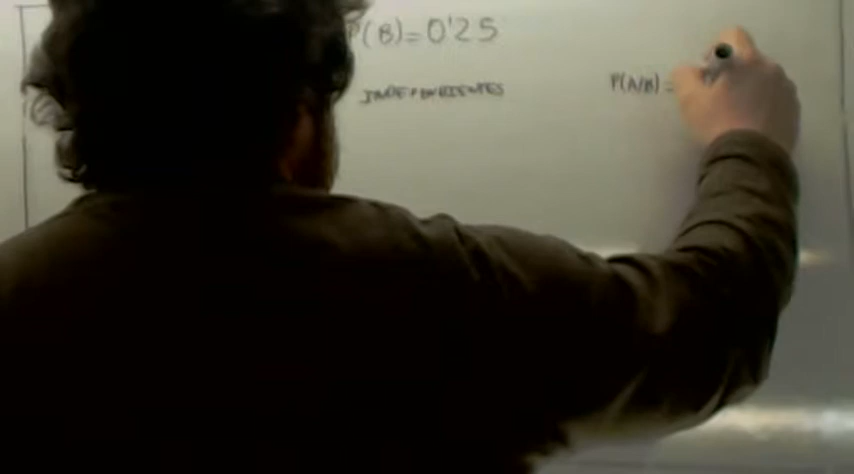 P(B)=0'25
INDEPENDIENTES
P(A/B) =